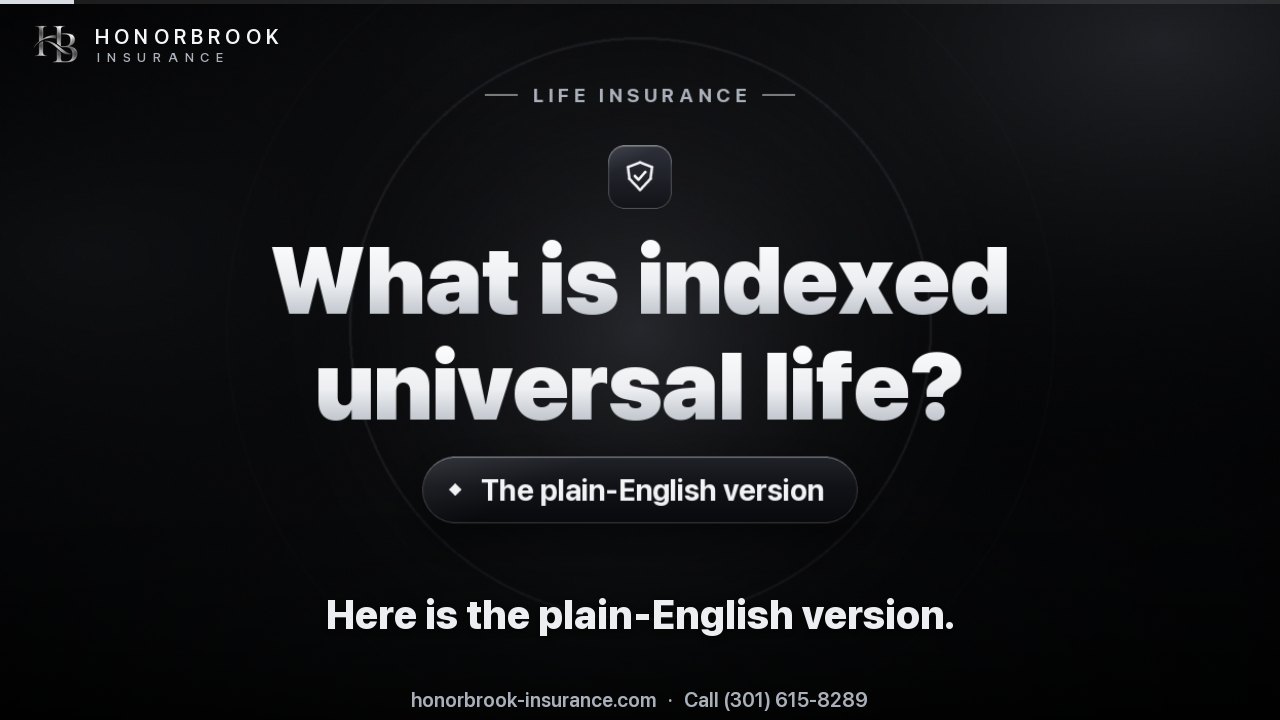 HB
HONORBROOK
INSURANCE
LIFE INSURANCE
What is indexed
universal life?
The plain-English version
Here is the plain-English version.
honorbrook-insurance.com · Call (301) 615-8289